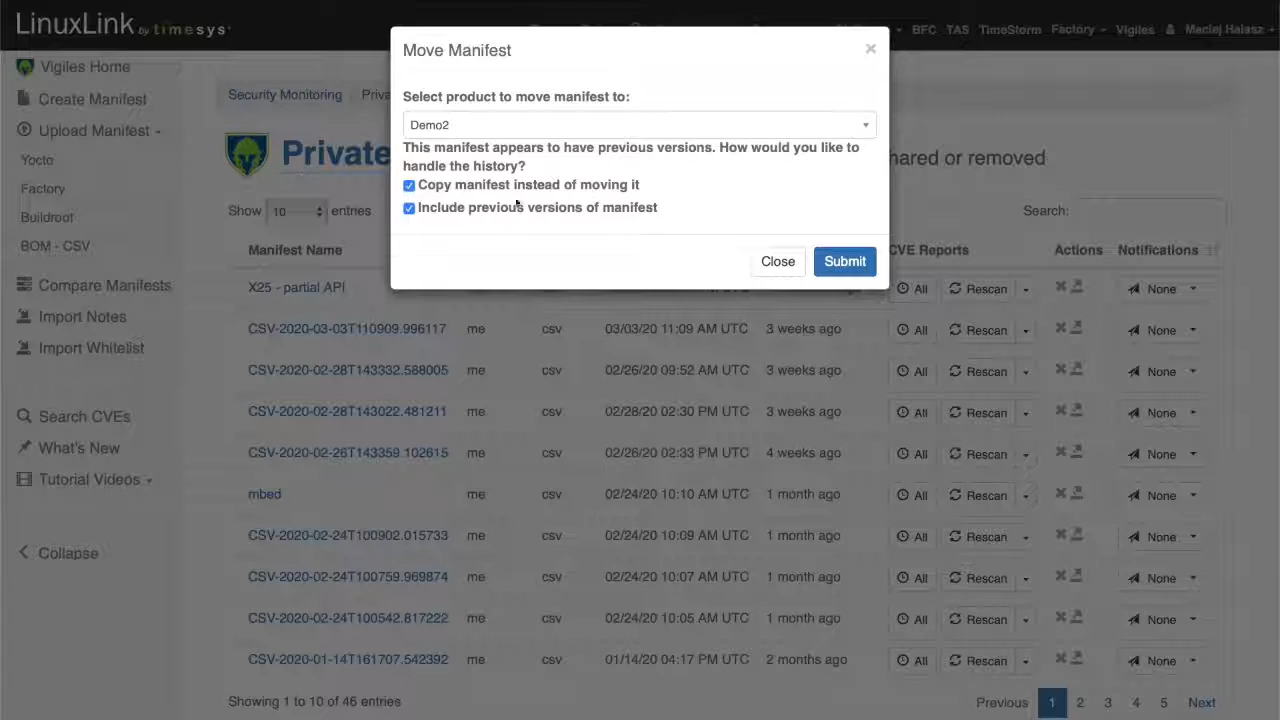 LinuxLink by timesys
BFC TAS TimeStorm Factory Vigiles Maciej Halasz
Vigiles Home
Create Manifest
Upload Manifest
Yocto
Factory
Buildroot
BOM - CSV
Compare Manifests
Import Notes
Import Whitelist
Search CVEs
What's New
Tutorial Videos
Collapse
Move Manifest
×
Select product to move manifest to:
Demo2
This manifest appears to have previous versions. How would you like to
handle the history?
Copy manifest instead of moving it
Include previous versions of manifest
Close Submit
Security Monitoring
Private
hared or removed
Show 10 entries
Search:
Manifest Name CVE Reports Actions Notifications
X25 - partial API All Rescan None
CSV-2020-03-03T110909.996117 me csv 03/03/20 11:09 AM UTC 3 weeks ago All Rescan None
CSV-2020-02-28T143332.588005 me csv 02/26/20 09:52 AM UTC 3 weeks ago All Rescan None
CSV-2020-02-28T143022.481211 me csv 02/28/20 02:30 PM UTC 3 weeks ago All Rescan None
CSV-2020-02-26T143359.102615 me csv 02/26/20 02:33 PM UTC 4 weeks ago All Rescan None
mbed me csv 02/24/20 10:10 AM UTC 1 month ago All Rescan None
CSV-2020-02-24T100902.015733 me csv 02/24/20 10:09 AM UTC 1 month ago All Rescan None
CSV-2020-02-24T100759.969874 me csv 02/24/20 10:07 AM UTC 1 month ago All Rescan None
CSV-2020-02-24T100542.817222 me csv 02/24/20 10:05 AM UTC 1 month ago All Rescan None
CSV-2020-01-14T161707.542392 me csv 01/14/20 04:17 PM UTC 2 months ago All Rescan None
Showing 1 to 10 of 46 entries
Previous 1 2 3 4 5 Next